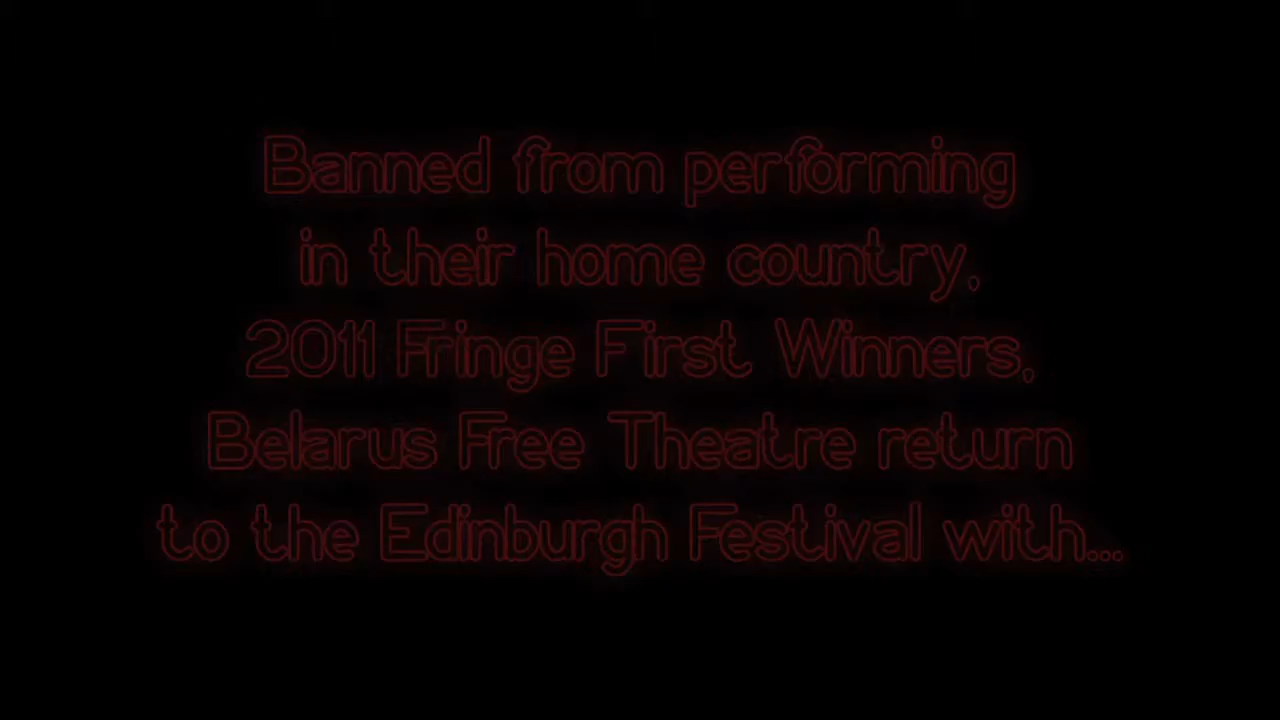 Banned from performing
in their home country,
2011 Fringe First Winners,
Belarus Free Theatre return
to the Edinburgh Festival with...